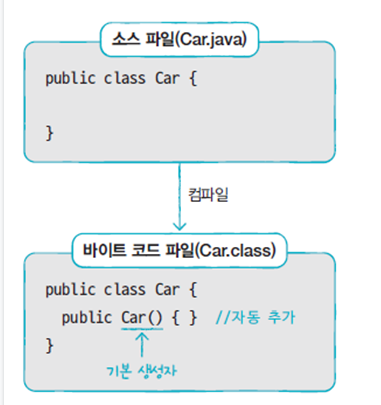 소스 파일(Car.java)
public class Car {
}
컴파일
바이트 코드 파일(Car.class)
public class Car {
public Car() { } //자동 추가
}
기본 생성자